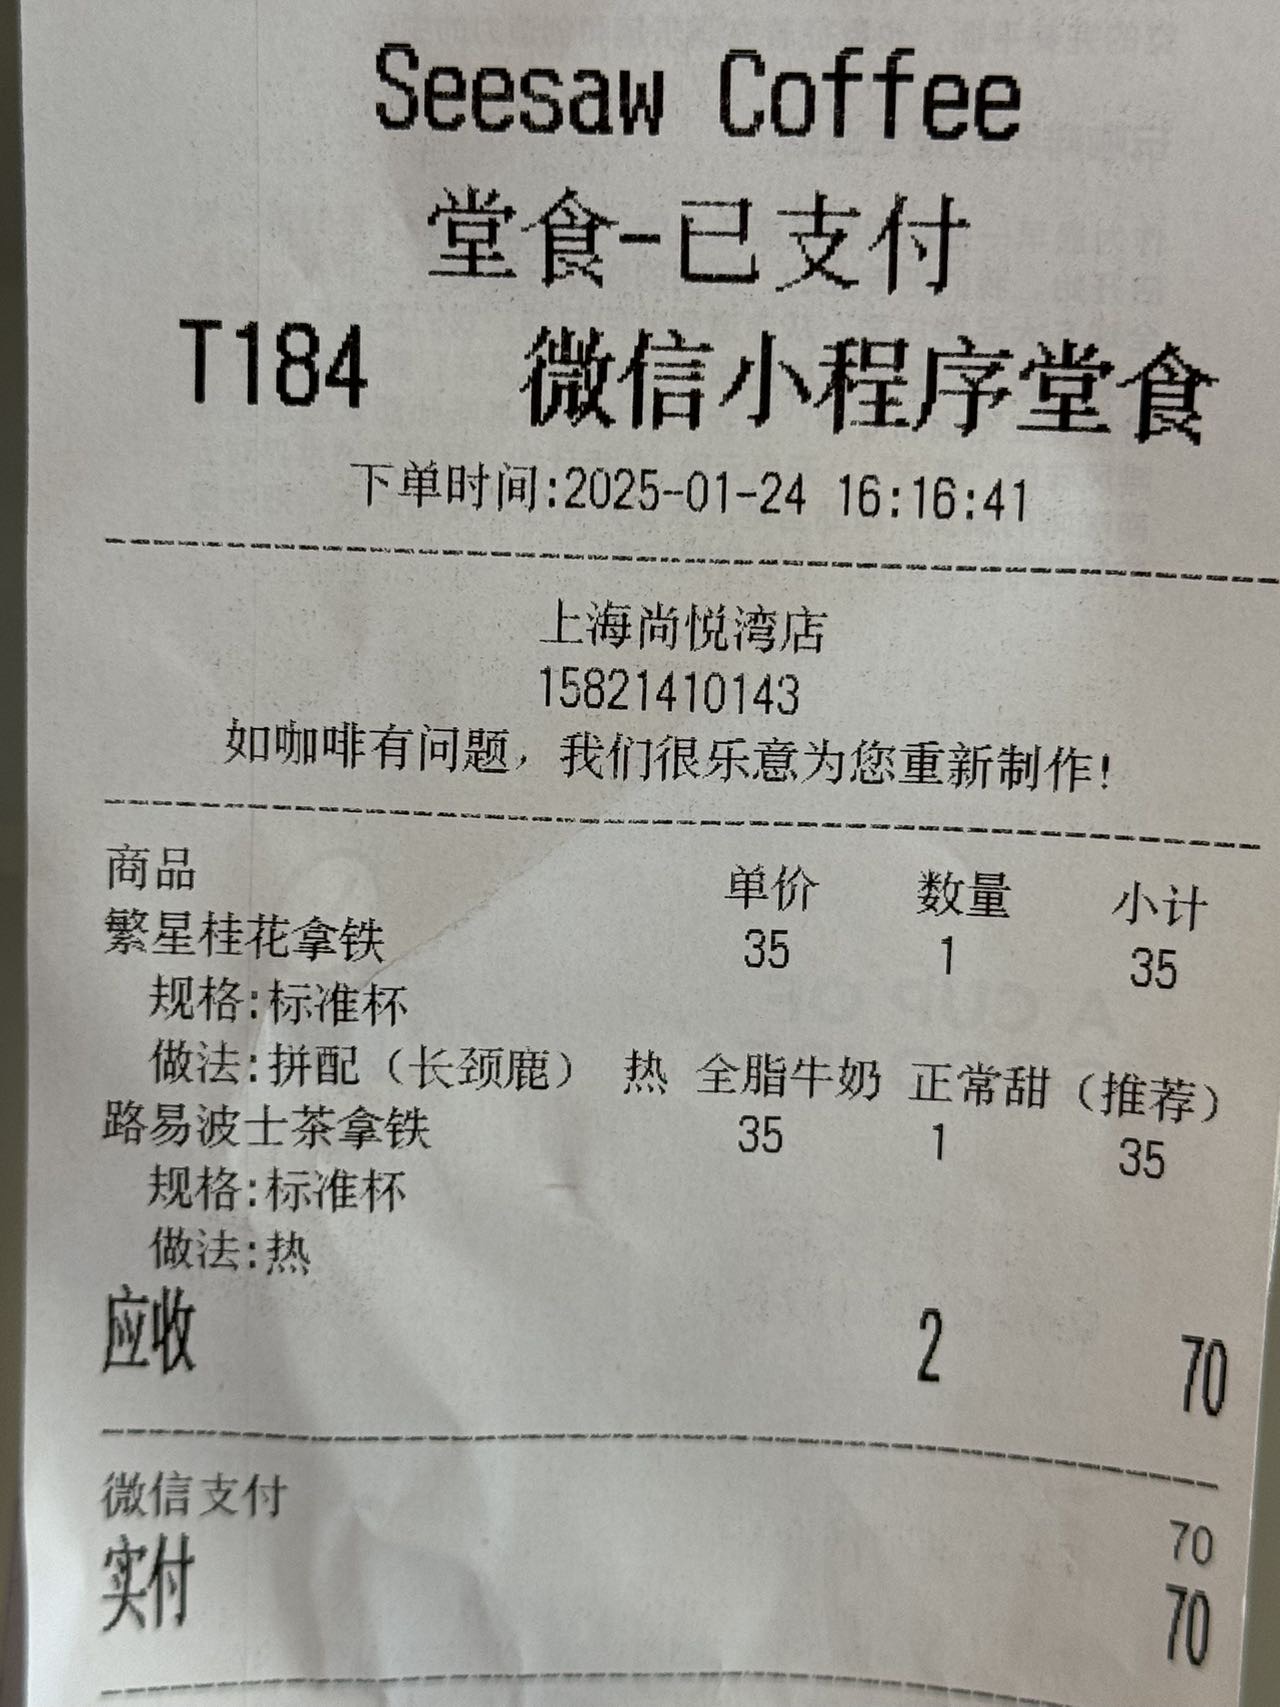 Seesaw Coffee
堂食-已支付
T184 微信小程序堂食
下单时间:2025-01-24 16:16:41
上海尚悦湾店
15821410143
如咖啡有问题，我们很乐意为您重新制作!
商品 单价 数量 小计
繁星桂花拿铁 35 1 35
规格:标准杯
做法:拼配（长颈鹿） 热 全脂牛奶 正常甜（推荐）
路易波士茶拿铁 35 1 35
规格:标准杯
做法:热
应收 2 70
微信支付 70
实付 70